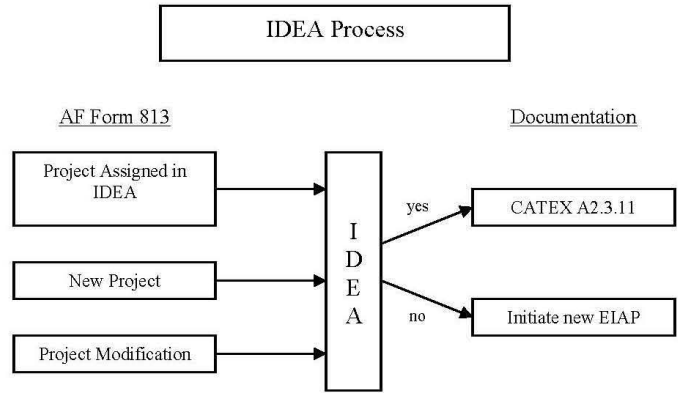 IDEA Process
AF Form 813
Documentation
Project Assigned in
IDEA
New Project
Project Modification
I
D
E
A
yes
no
CATEX A2.3.11
Initiate new EIAP